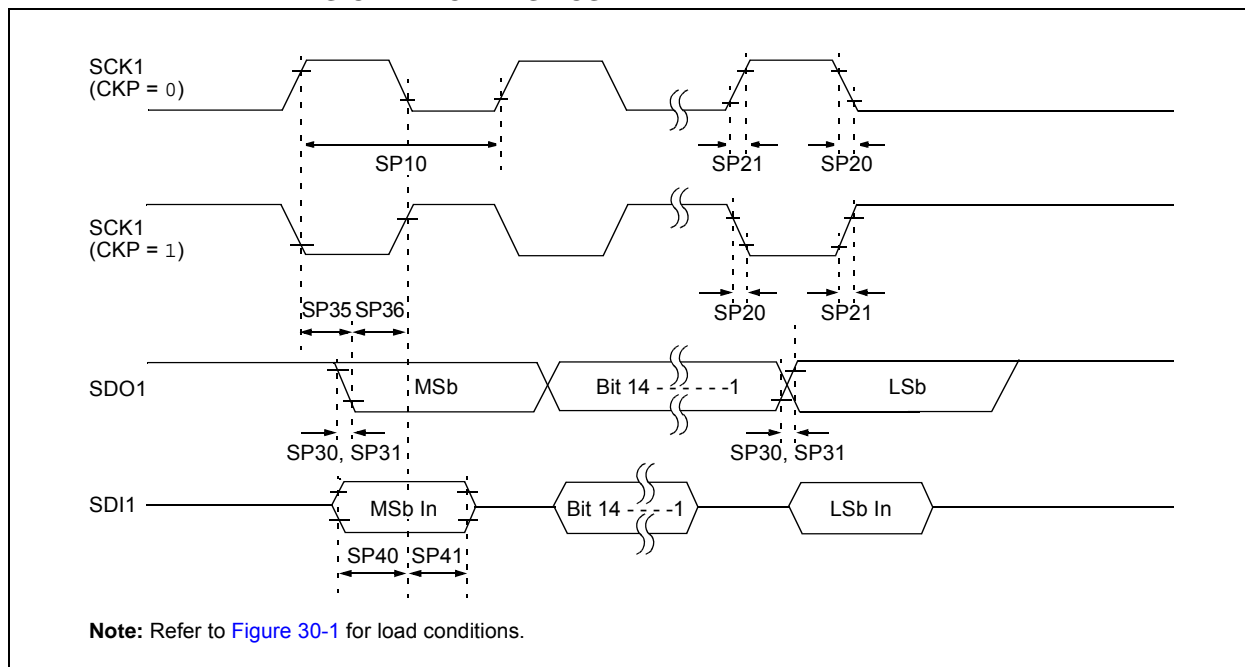 SCK1
(CKP = 0)
SP10
SP21
SP20
SCK1
(CKP = 1)
SP35
SP36
SP20
SP21
SDO1
MSb
Bit 14 - - - - - -1
LSb
SP30, SP31
SP30, SP31
SDI1
MSb In
Bit 14 - - - -1
LSb In
SP40
SP41
Note: Refer to Figure 30-1 for load conditions.